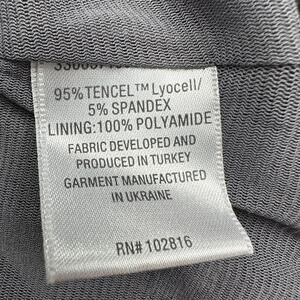 95% TENCEL™ Lyocell/
5% SPANDEX
LINING:100% POLYAMIDE
FABRIC DEVELOPED AND
PRODUCED IN TURKEY
GARMENT MANUFACTURED
IN UKRAINE
RN# 102816